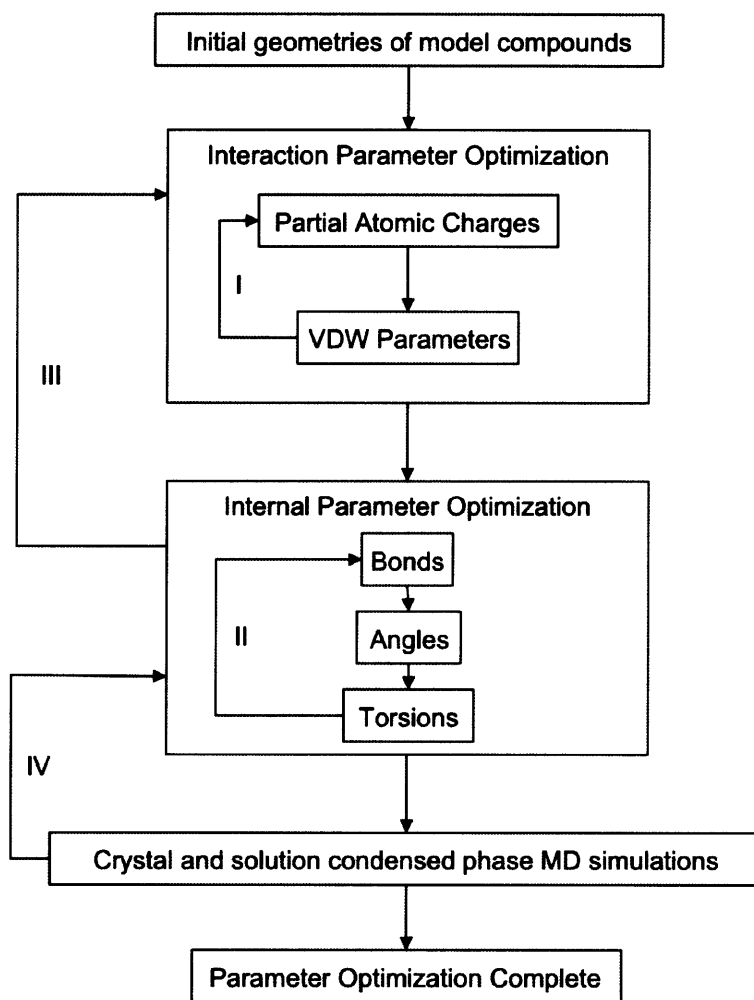 Initial geometries of model compounds
Interaction Parameter Optimization
Partial Atomic Charges
I
VDW Parameters
III
Internal Parameter Optimization
Bonds
II
Angles
Torsions
IV
Crystal and solution condensed phase MD simulations
Parameter Optimization Complete